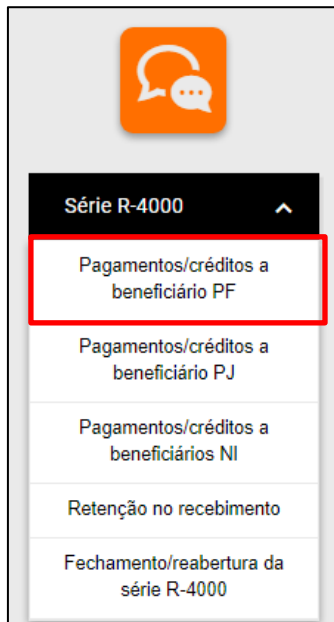 Série R-4000
Pagamentos/créditos a
beneficiário PF
Pagamentos/créditos a
beneficiário PJ
Pagamentos/créditos a
beneficiários NI
Retenção no recebimento
Fechamento/reabertura da
série R-4000